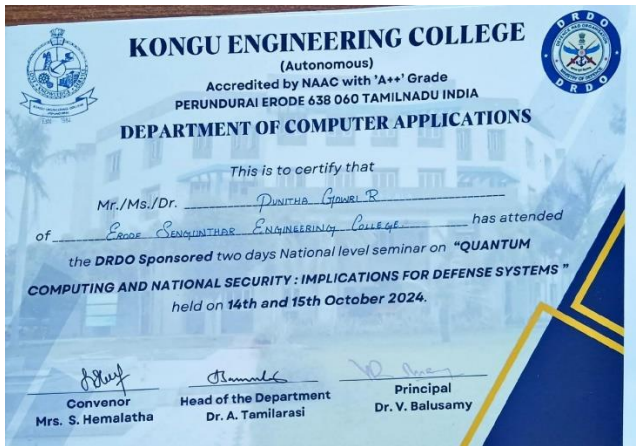 KONGU ENGINEERING COLLEGE
(Autonomous)
Accredited by NAAC with 'A++' Grade
PERUNDURAI ERODE 638 060 TAMILNADU INDIA
DEPARTMENT OF COMPUTER APPLICATIONS
This is to certify that
Mr./Ms./Dr. PUNITHA GOWRI R
of ERODE SENGUNTHAR ENGINEERING COLLEGE has attended
the DRDO Sponsored two days National level seminar on "QUANTUM
COMPUTING AND NATIONAL SECURITY : IMPLICATIONS FOR DEFENSE SYSTEMS "
held on 14th and 15th October 2024.
Convenor
Mrs. S. Hemalatha
Head of the Department
Dr. A. Tamilarasi
Principal
Dr. V. Balusamy
DRDO
DRDO